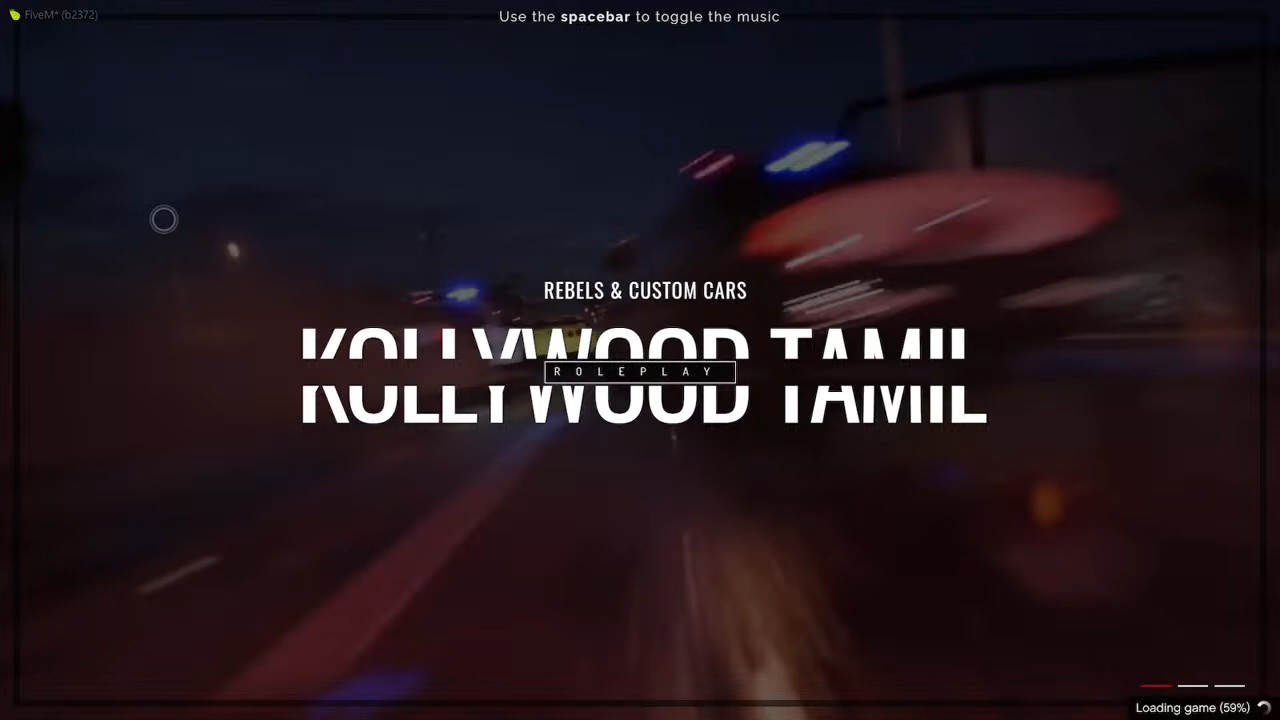 FiveM* (b2372)
Use the spacebar to toggle the music
REBELS & CUSTOM CARS
KOLLYWOOD TAMIL
ROLEPLAY
Loading game (59%)